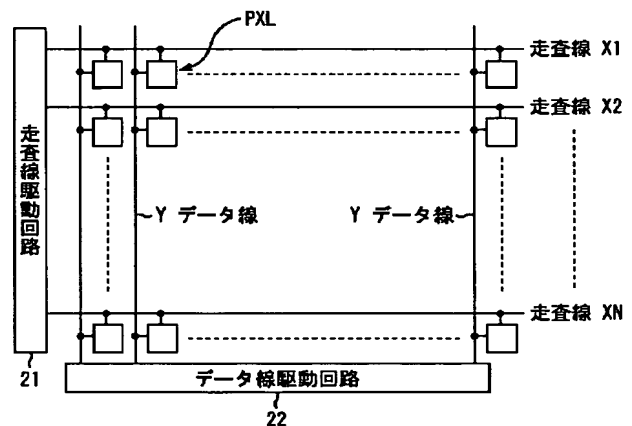 PXL
走査線 X1
走査線 X2
走査線駆動回路
Y データ線
Y データ線
走査線 XN
21
データ線駆動回路
22